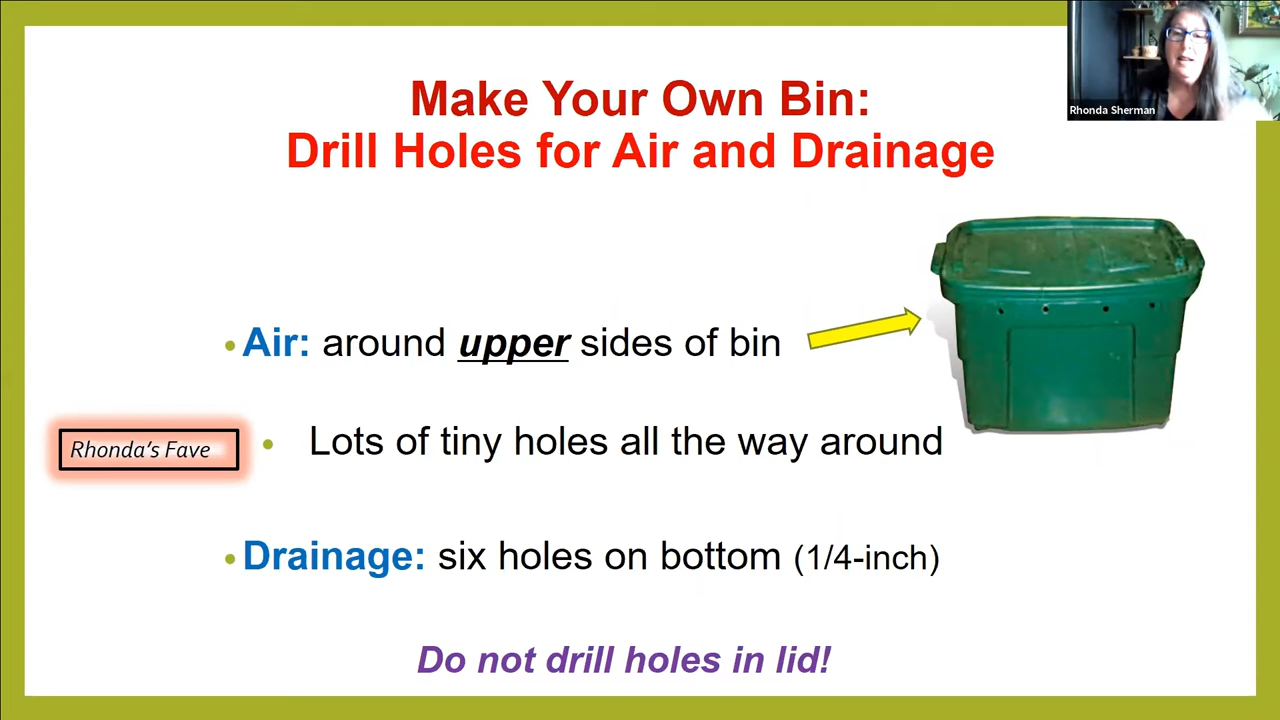 Make Your Own Bin:
Drill Holes for Air and Drainage
Rhonda Sherman
• Air: around upper sides of bin
Rhonda's Fave
• Lots of tiny holes all the way around
• Drainage: six holes on bottom (1/4-inch)
Do not drill holes in lid!